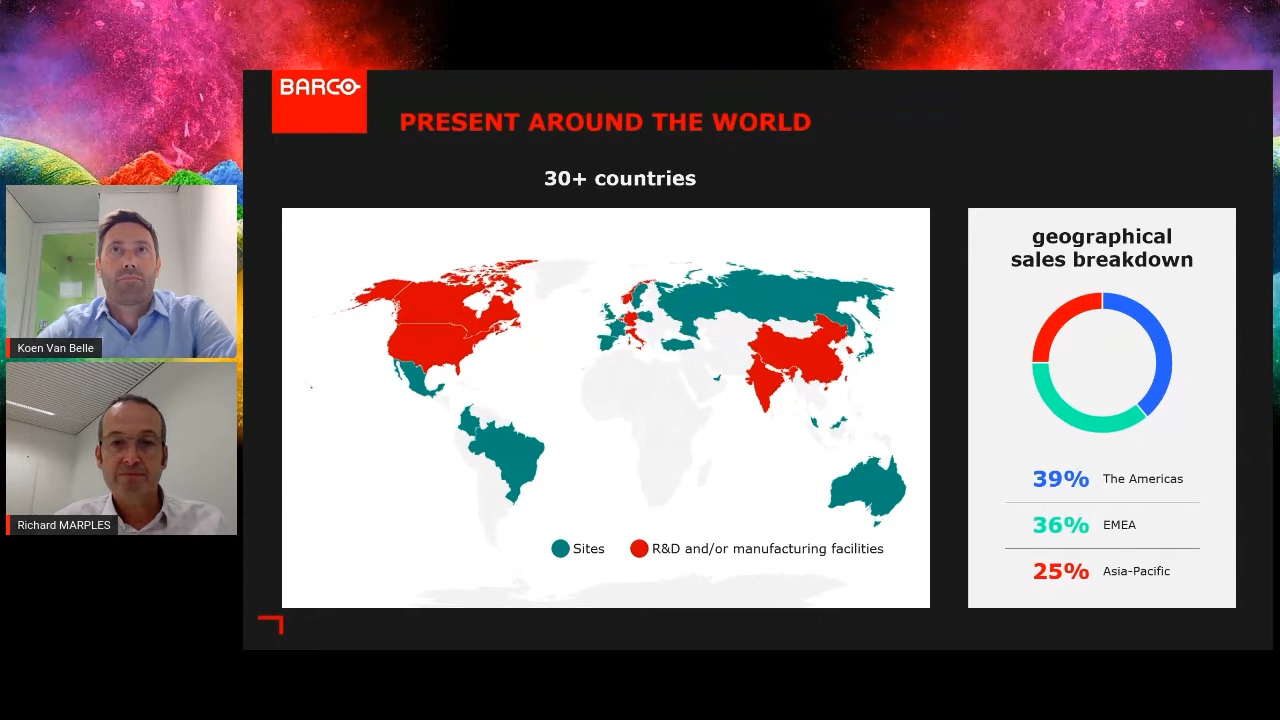 BARCO
PRESENT AROUND THE WORLD
30+ countries
geographical
sales breakdown
39% The Americas
36% EMEA
25% Asia-Pacific
Sites
R&D and/or manufacturing facilities
Koen Van Belle
Richard MARPLES